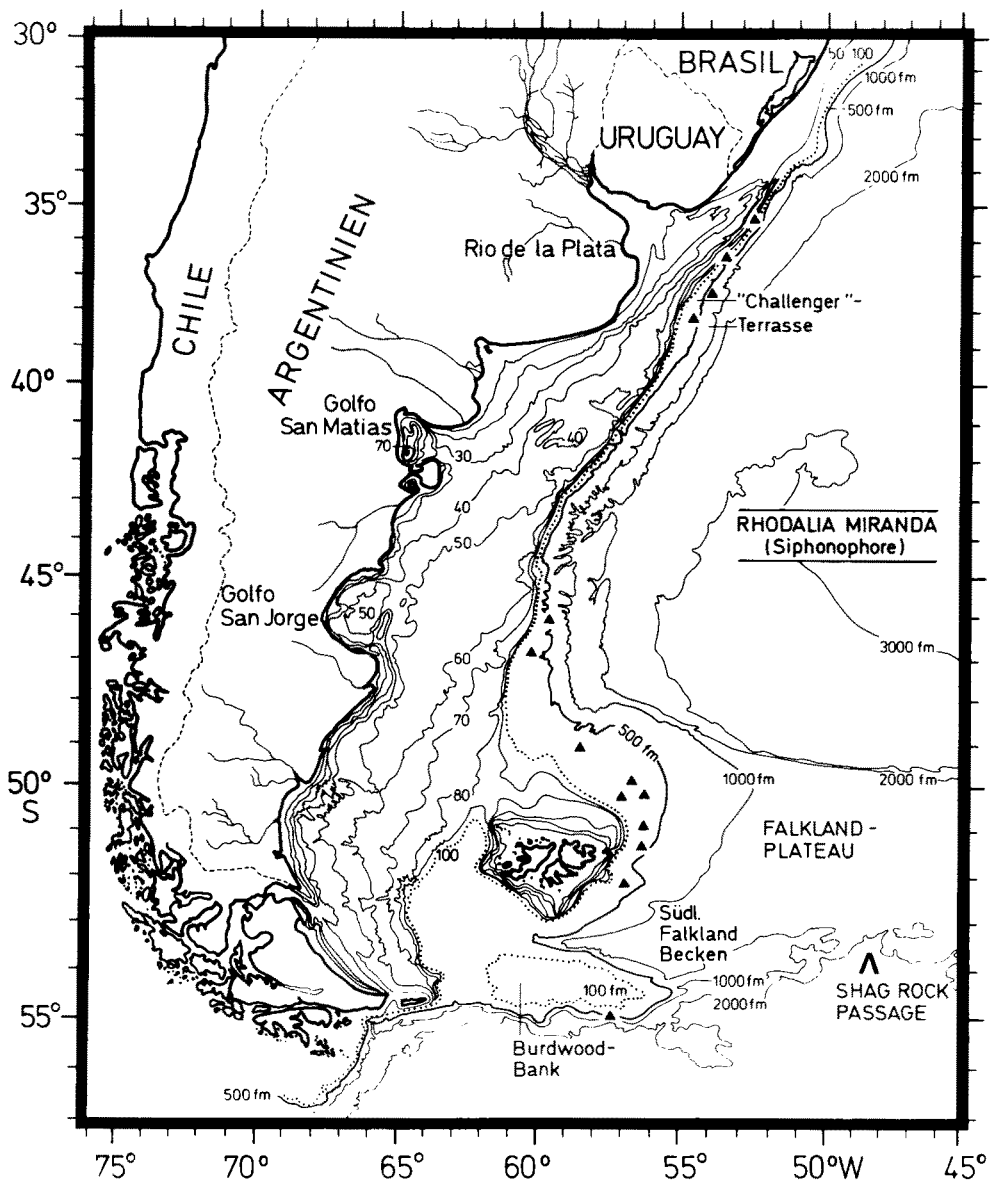 30°
35°
40°
45°
50°
S
55°
BRASIL
50 100
1000 fm
500 fm
URUGUAY
2000 fm
Rio de la Plata
CHILE
ARGENTINIEN
"Challenger"-
Terrasse
Golfo
San Matias
70
30
40
40
50
RHODALIA MIRANDA
(Siphonophore)
Golfo
San Jorge
50
60
3000 fm
70
500 fm
80
1000 fm
2000 fm
100
FALKLAND-
PLATEAU
Südl.
Falkland
Becken
100 fm
1000 fm
2000 fm
SHAG ROCK
PASSAGE
Burdwood-
Bank
500 fm
75° 70° 65° 60° 55° 50°W 45°